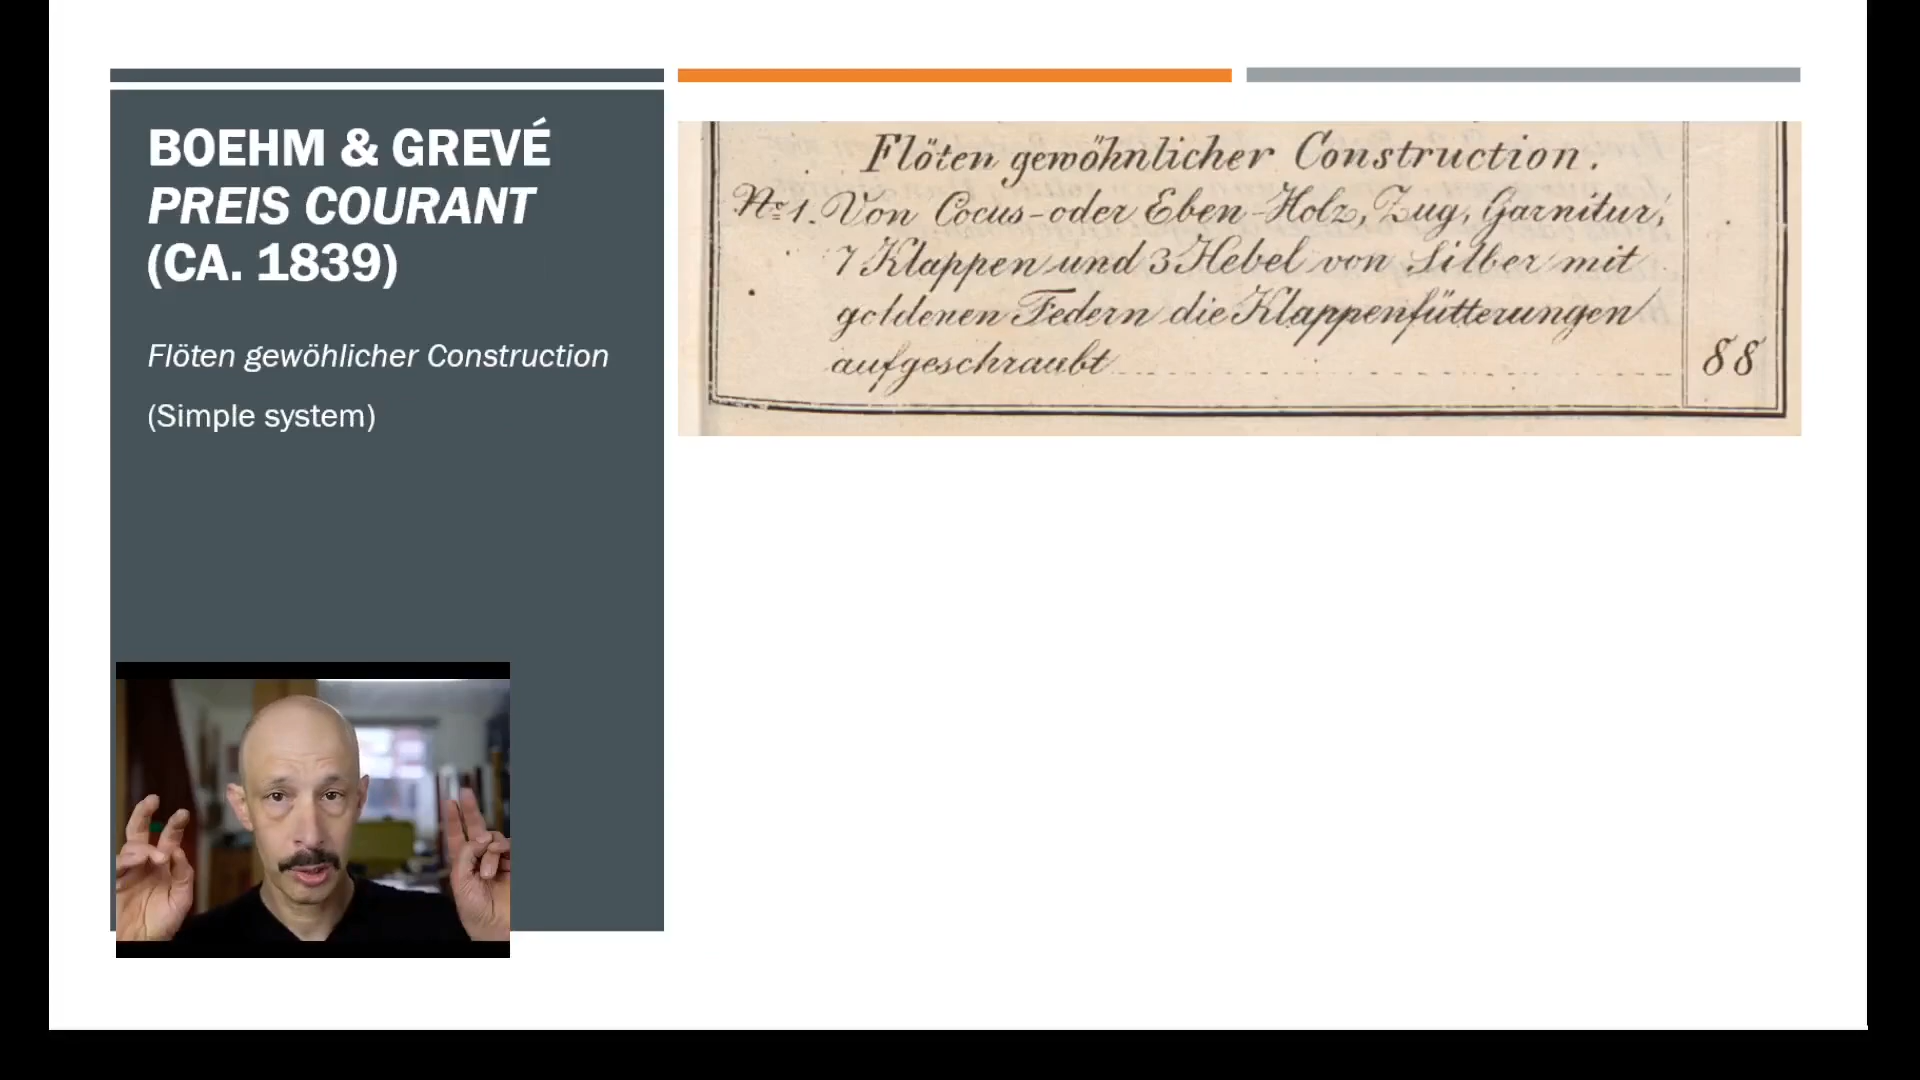 BOEHM & GREVÉ
PREIS COURANT
(CA. 1839)
Flöten gewöhlicher Construction
(Simple system)
Flöten gewöhnlicher Construction.
No. 1. Von Cocus-oder Eben-Holz, Zug, Garnitur,
7 Klappen und 3 Hebel von Silber mit
goldenen Federn die Klappenfütterungen
aufgeschraubt 88